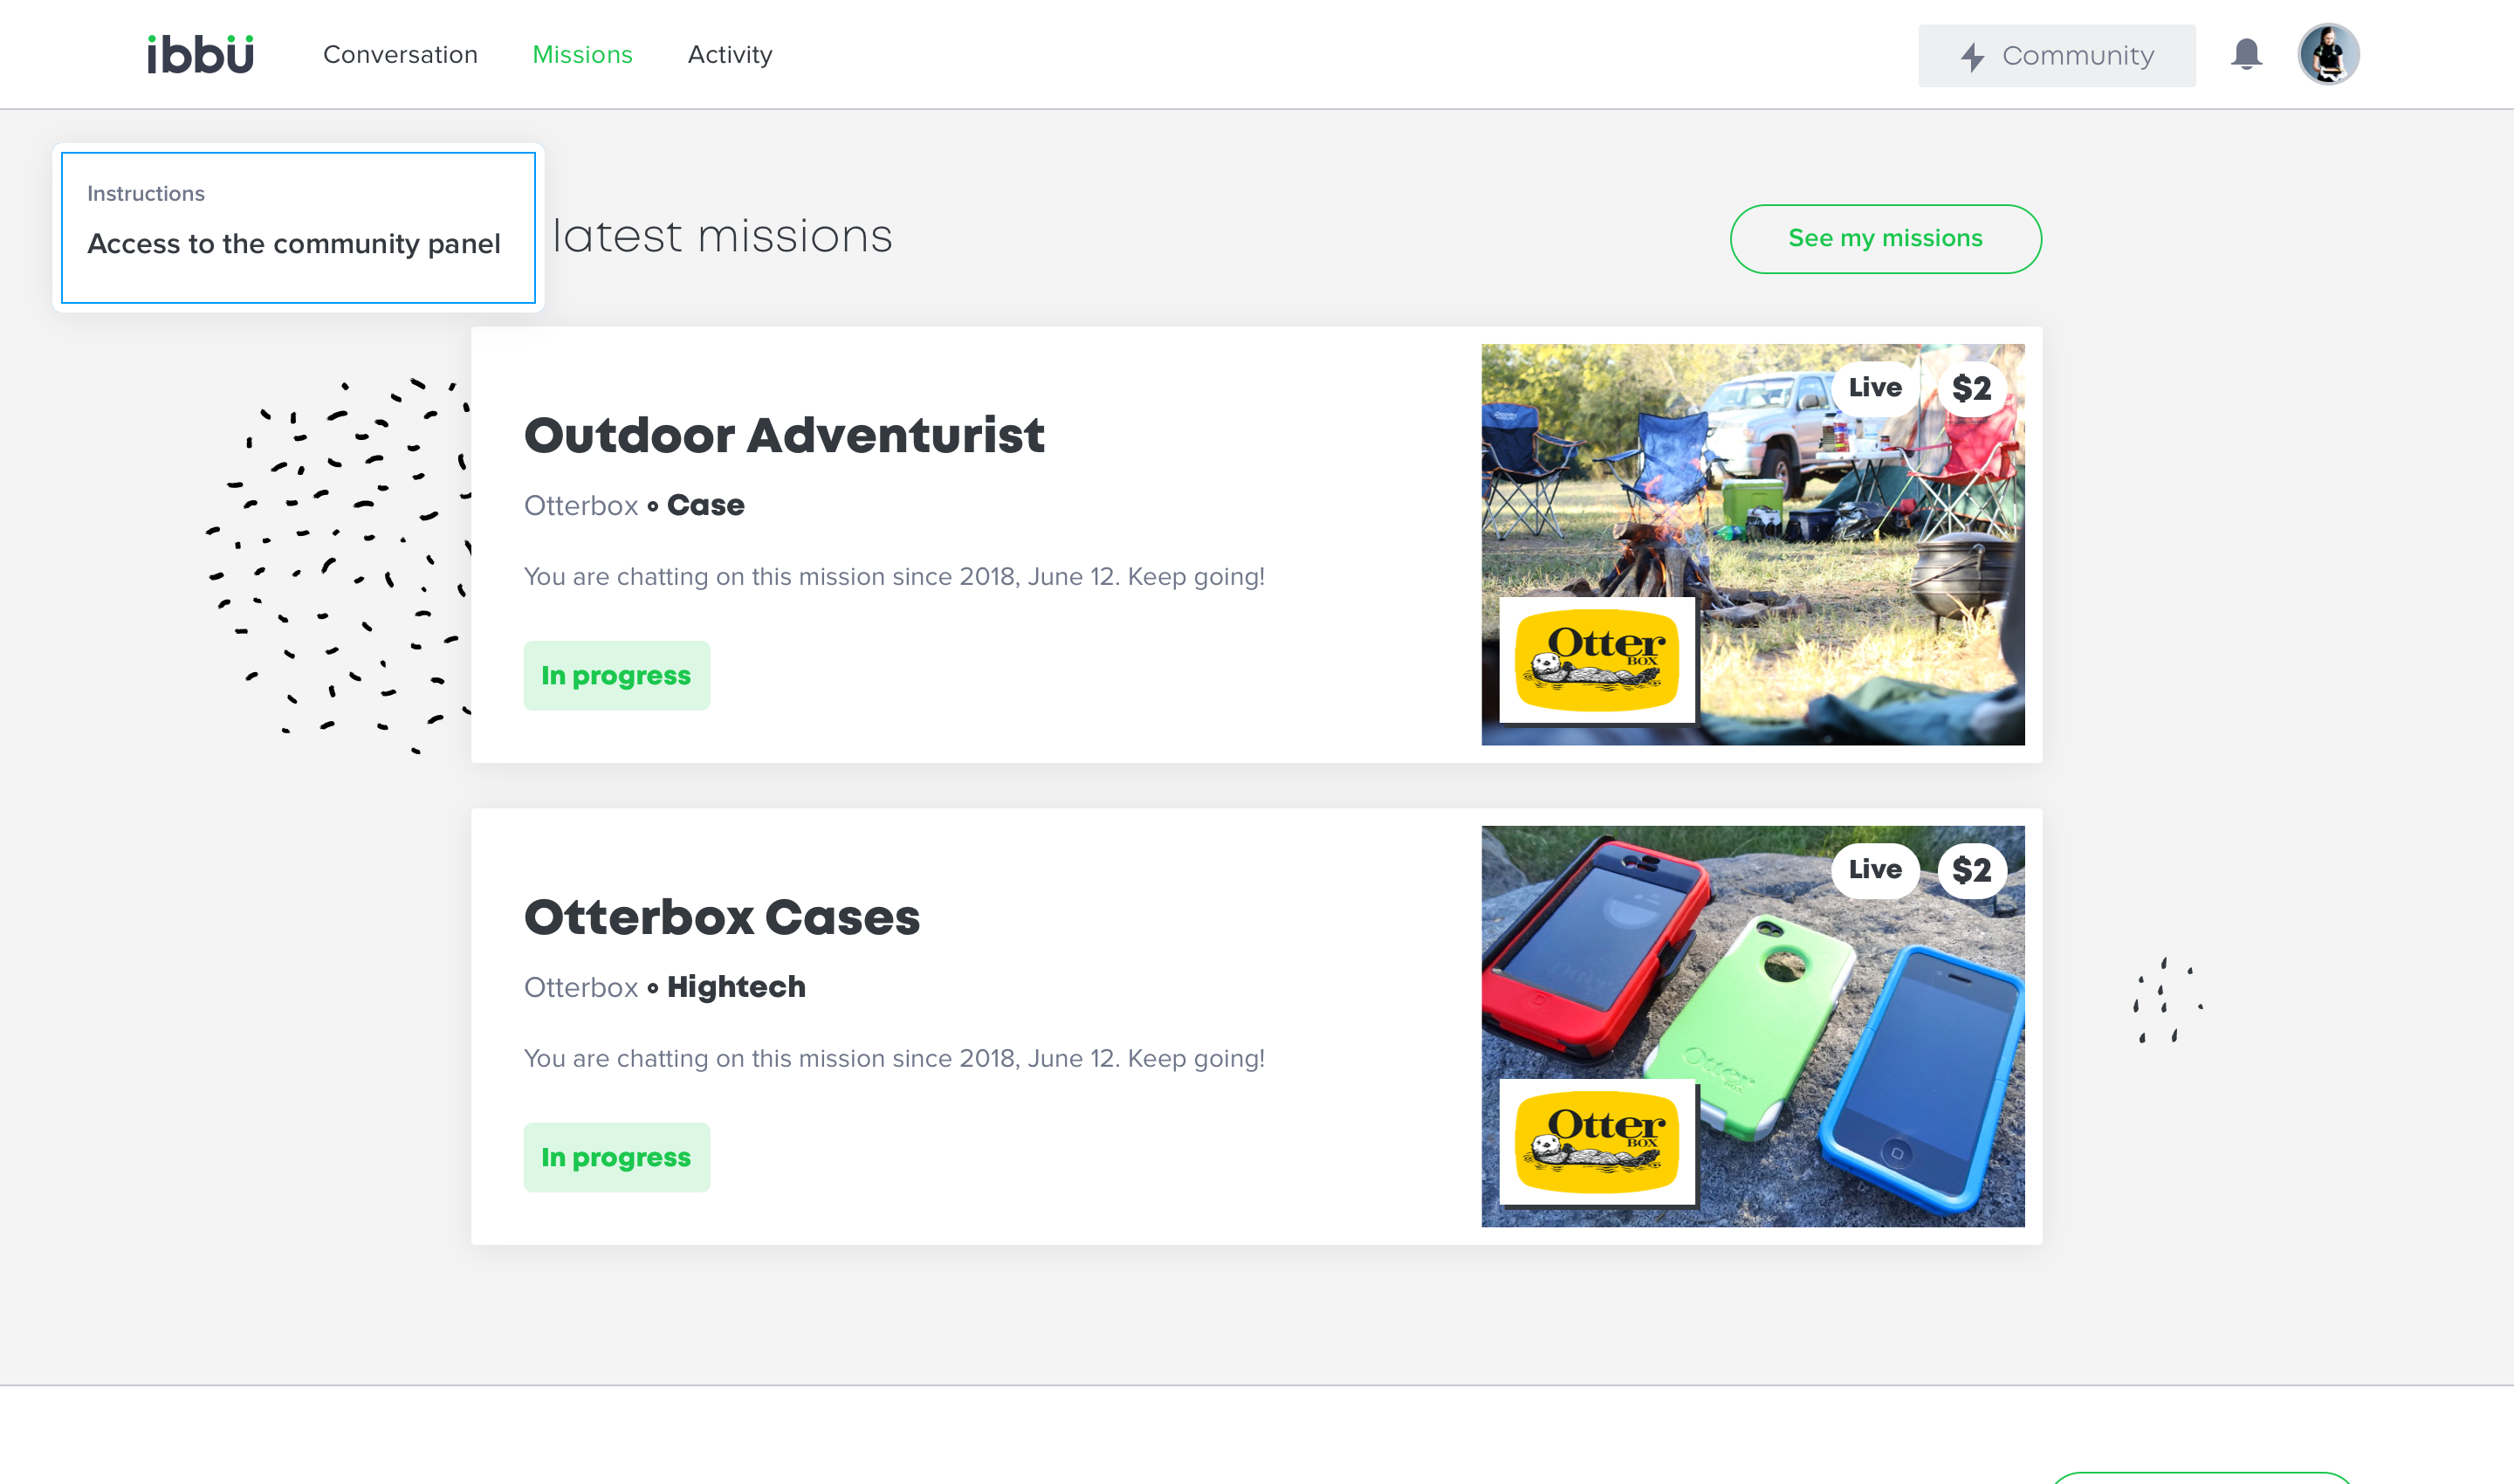 ibbü
Conversation
Missions
Activity
Community
Instructions
Access to the community panel
latest missions
See my missions
Outdoor Adventurist
Otterbox Case
You are chatting on this mission since 2018, June 12. Keep going!
In progress
Live
$2
Otter
BOX
Otterbox Cases
Otterbox Hightech
You are chatting on this mission since 2018, June 12. Keep going!
In progress
Live
$2
Otter
BOX
Otter
BOX